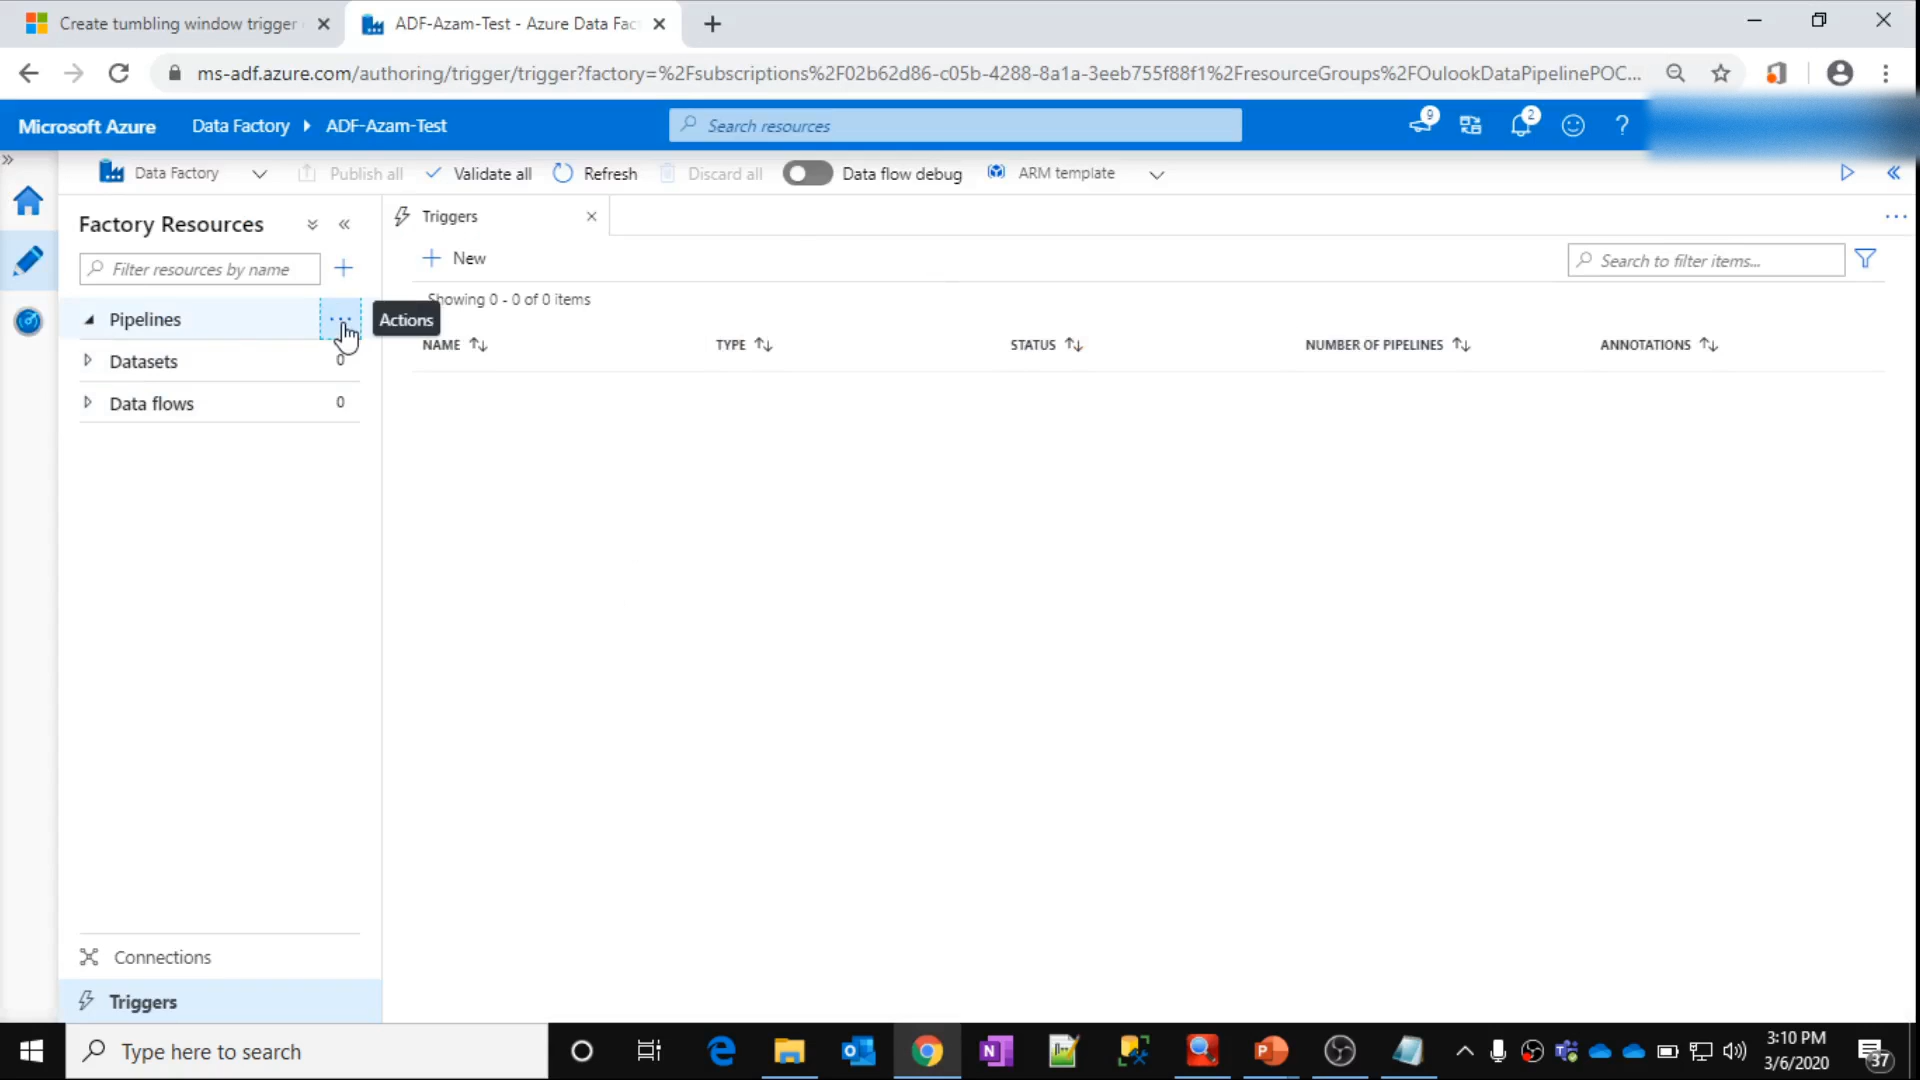 Create tumbling window trigger
ADF-Azam-Test - Azure Data Fac
ms-adf.azure.com/authoring/trigger/trigger?factory=%2Fsubscriptions%2F02b62d86-c05b-4288-8a1a-3eeb755f88f1%2FresourceGroups%2FOulookDataPipelinePOC...
Microsoft Azure
Data Factory
ADF-Azam-Test
Search resources
9
2
?
Data Factory
Publish all
Validate all
Refresh
Discard all
Data flow debug
ARM template
Factory Resources
Triggers
Filter resources by name
New
Search to filter items...
Showing 0 - 0 of 0 items
Pipelines
Actions
NAME
TYPE
STATUS
NUMBER OF PIPELINES
ANNOTATIONS
Datasets
0
Data flows
0
Connections
Triggers
Type here to search
3:10 PM
3/6/2020
37